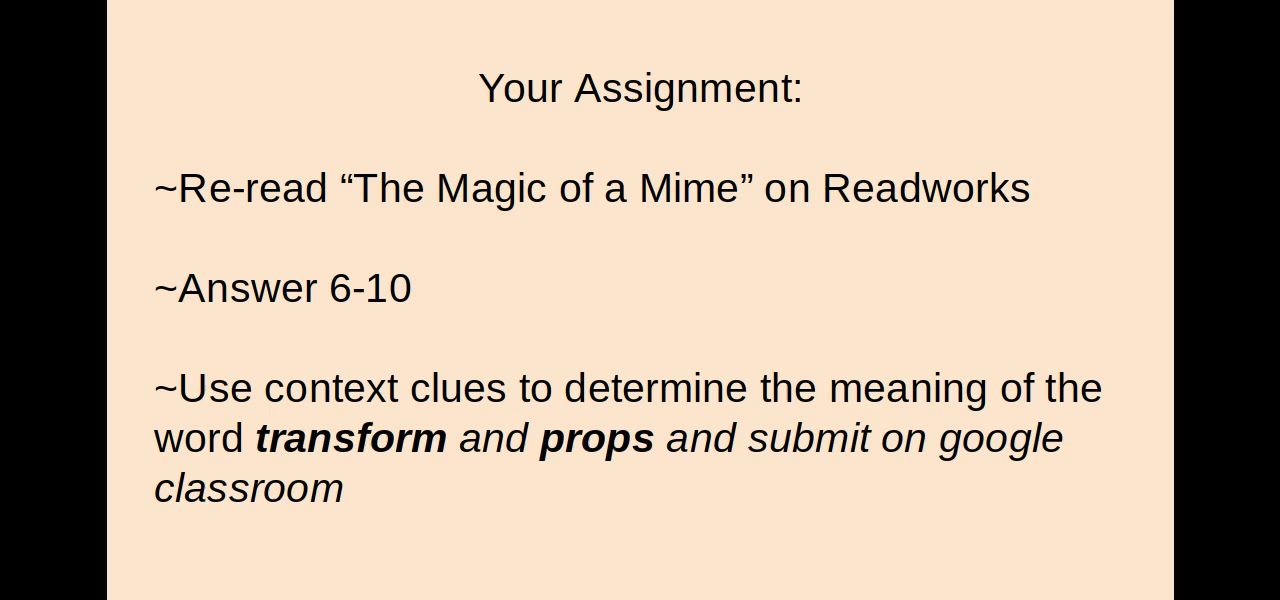 Your Assignment:
~Re-read “The Magic of a Mime” on Readworks
~Answer 6-10
~Use context clues to determine the meaning of the
word transform and props and submit on google
classroom